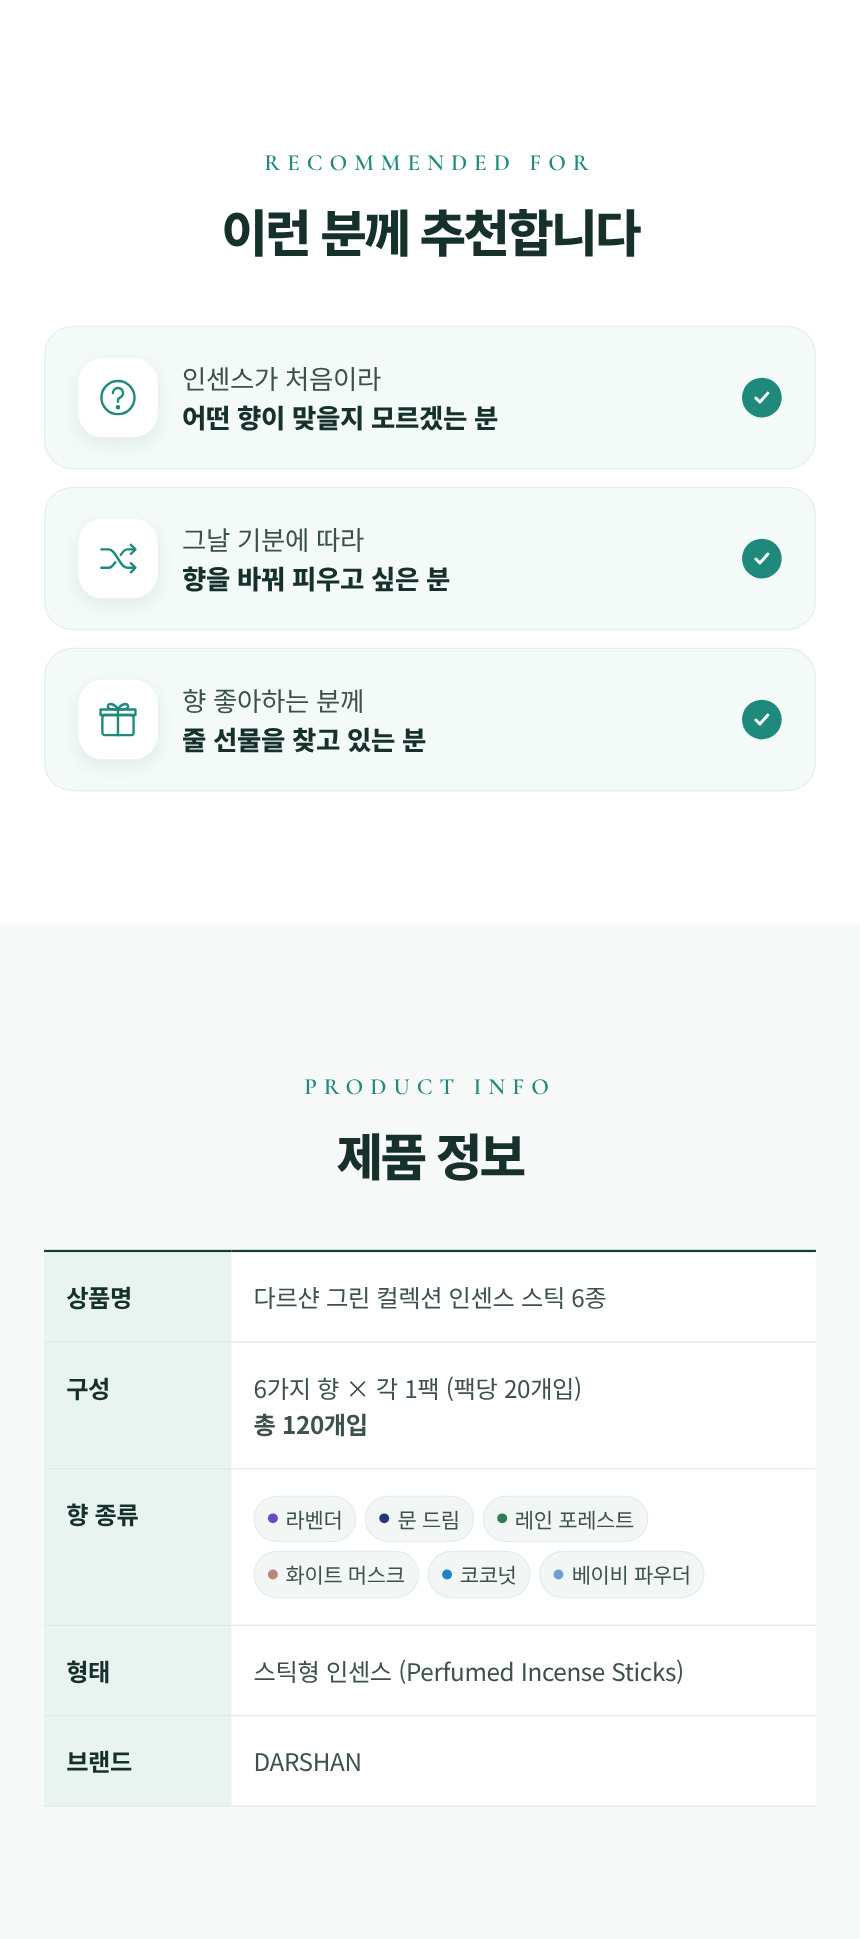 RECOMMENDED FOR
이런 분께 추천합니다
인센스가 처음이라
어떤 향이 맞을지 모르겠는 분
그날 기분에 따라
향을 바꿔 피우고 싶은 분
향 좋아하는 분께
줄 선물을 찾고 있는 분
PRODUCT INFO
제품 정보
상품명
다르샨 그린 컬렉션 인센스 스틱 6종
구성
6가지 향 × 각 1팩 (팩당 20개입)
총 120개입
향 종류
라벤더 문 드림 레인 포레스트
화이트 머스크 코코넛 베이비 파우더
형태
스틱형 인센스 (Perfumed Incense Sticks)
브랜드
DARSHAN